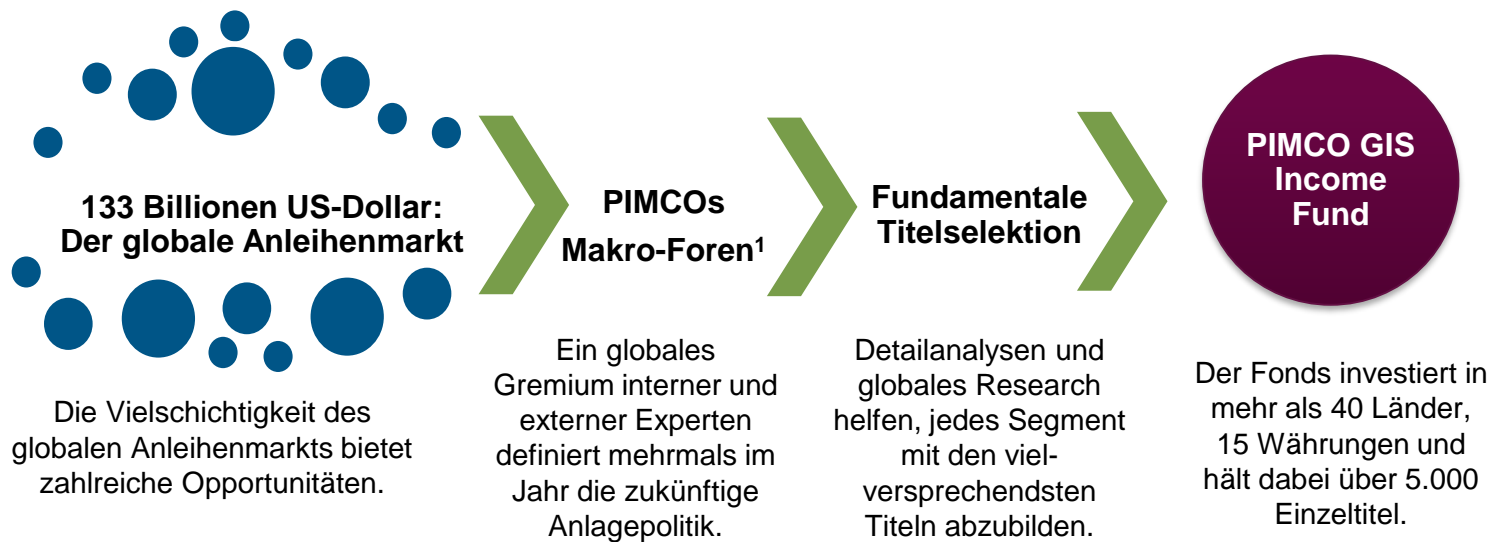 133 Billionen US-Dollar:
Der globale Anleihenmarkt
Die Vielschichtigkeit des
globalen Anleihenmarkts bietet
zahlreiche Opportunitäten.
PIMCOs
Makro-Foren¹
Ein globales
Gremium interner und
externer Experten
definiert mehrmals im
Jahr die zukünftige
Anlagepolitik.
Fundamentale
Titelselektion
Detailanalysen und
globales Research
helfen, jedes Segment
mit den viel-
versprechendsten
Titeln abzubilden.
PIMCO GIS
Income
Fund
Der Fonds investiert in
mehr als 40 Länder,
15 Währungen und
hält dabei über 5.000
Einzeltitel.